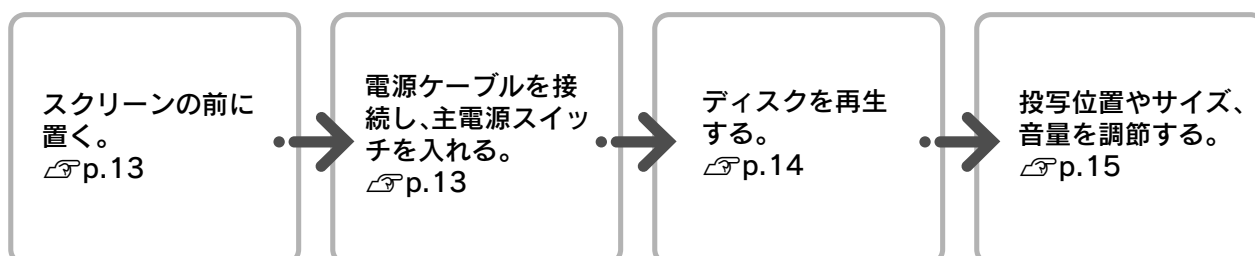 スクリーンの前に
置く。
☞p.13
電源ケーブルを接
続し、主電源スイッ
チを入れる。
☞p.13
ディスクを再生
する。
☞p.14
投写位置やサイズ、
音量を調節する。
☞p.15